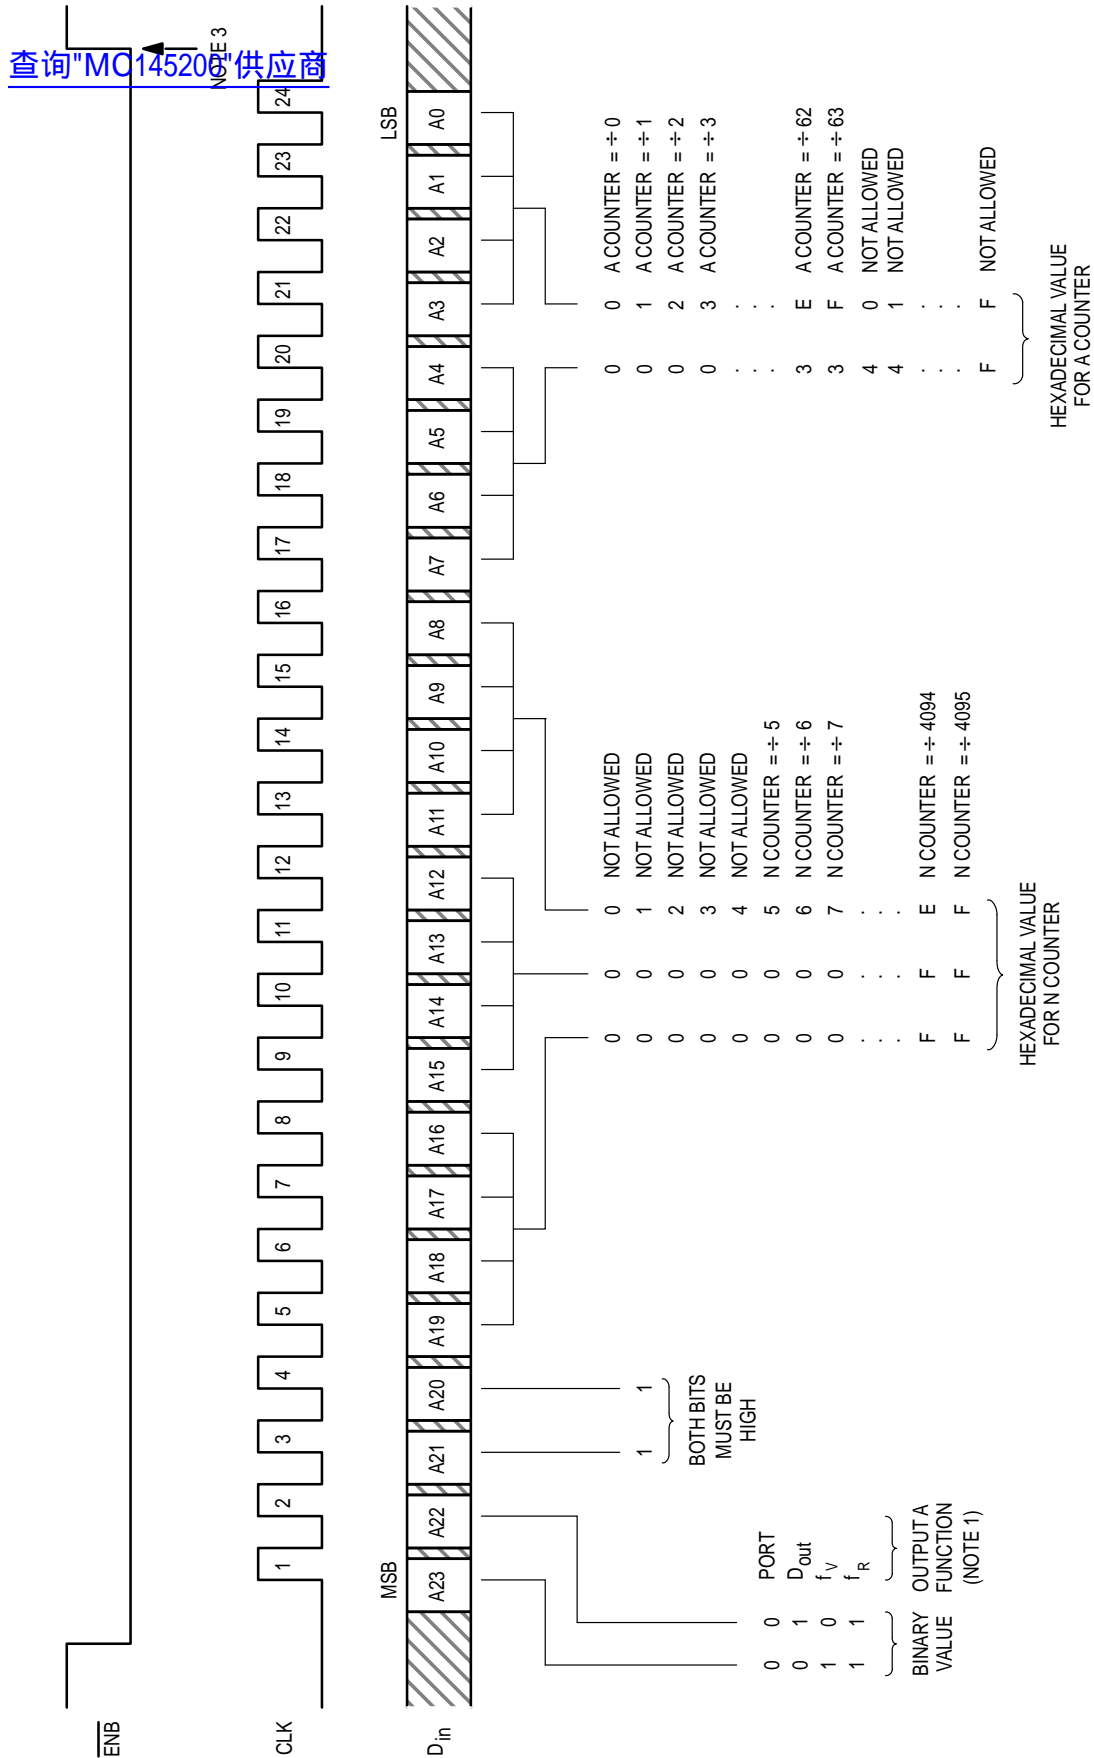 查询"MC145200"供应商
NOTE 3
ENB
CLK
1 2 3 4 5 6 7 8 9 10 11 12 13 14 15 16 17 18 19 20 21 22 23 24
MSB
LSB
Din
A23 A22 A21 A20 A19 A18 A17 A16 A15 A14 A13 A12 A11 A10 A9 A8 A7 A6 A5 A4 A3 A2 A1 A0
0 0 PORT
0 1 Dout
1 0 fV
1 1 fR
BINARY
VALUE
OUTPUT A
FUNCTION
(NOTE 1)
1 1
BOTH BITS
MUST BE
HIGH
0 0 0 NOT ALLOWED
0 0 1 NOT ALLOWED
0 0 2 NOT ALLOWED
0 0 3 NOT ALLOWED
0 0 4 NOT ALLOWED
0 0 5 N COUNTER = ÷ 5
0 0 6 N COUNTER = ÷ 6
0 0 7 N COUNTER = ÷ 7
. . .
. . .
F F E N COUNTER = ÷ 4094
F F F N COUNTER = ÷ 4095
HEXADECIMAL VALUE
FOR N COUNTER
0 0 A COUNTER = ÷ 0
0 1 A COUNTER = ÷ 1
0 2 A COUNTER = ÷ 2
0 3 A COUNTER = ÷ 3
. .
. .
3 E A COUNTER = ÷ 62
3 F A COUNTER = ÷ 63
4 0 NOT ALLOWED
4 1 NOT ALLOWED
. .
. .
F F NOT ALLOWED
HEXADECIMAL VALUE
FOR A COUNTER